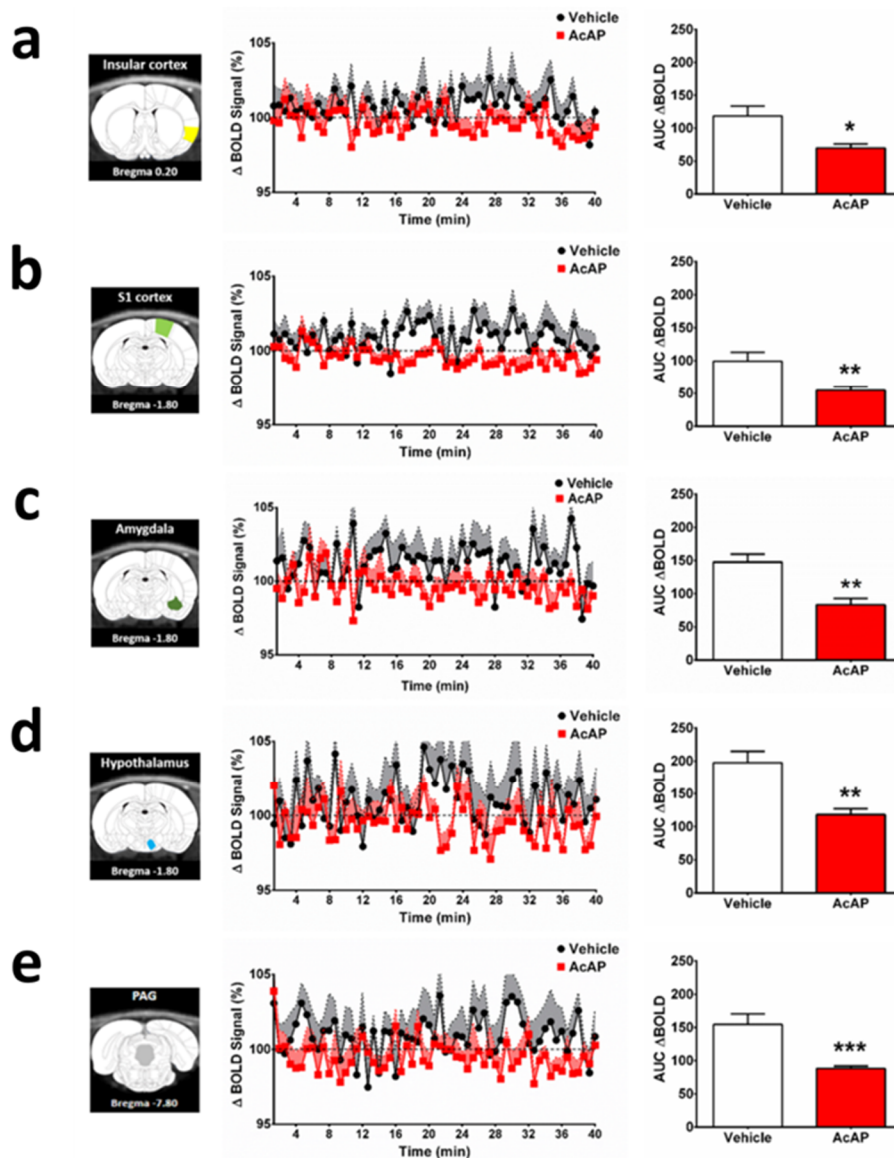 a
Insular cortex
Bregma 0.20
Δ BOLD Signal (%)
105
100
95
Vehicle
AcAP
4 8 12 16 20 24 28 32 36 40
Time (min)
AUC ΔBOLD
250
200
150
100
50
0
*
Vehicle AcAP
b
S1 cortex
Bregma -1.80
Δ BOLD Signal (%)
105
100
95
Vehicle
AcAP
4 8 12 16 20 24 28 32 36 40
Time (min)
AUC ΔBOLD
250
200
150
100
50
0
**
Vehicle AcAP
c
Amygdala
Bregma -1.80
Δ BOLD Signal (%)
105
100
95
Vehicle
AcAP
4 8 12 16 20 24 28 32 36 40
Time (min)
AUC ΔBOLD
250
200
150
100
50
0
**
Vehicle AcAP
d
Hypothalamus
Bregma -1.80
Δ BOLD Signal (%)
105
100
95
Vehicle
AcAP
4 8 12 16 20 24 28 32 36 40
Time (min)
AUC ΔBOLD
250
200
150
100
50
0
**
Vehicle AcAP
e
PAG
Bregma -7.80
Δ BOLD Signal (%)
105
100
95
Vehicle
AcAP
4 8 12 16 20 24 28 32 36 40
Time (min)
AUC ΔBOLD
250
200
150
100
50
0
***
Vehicle AcAP